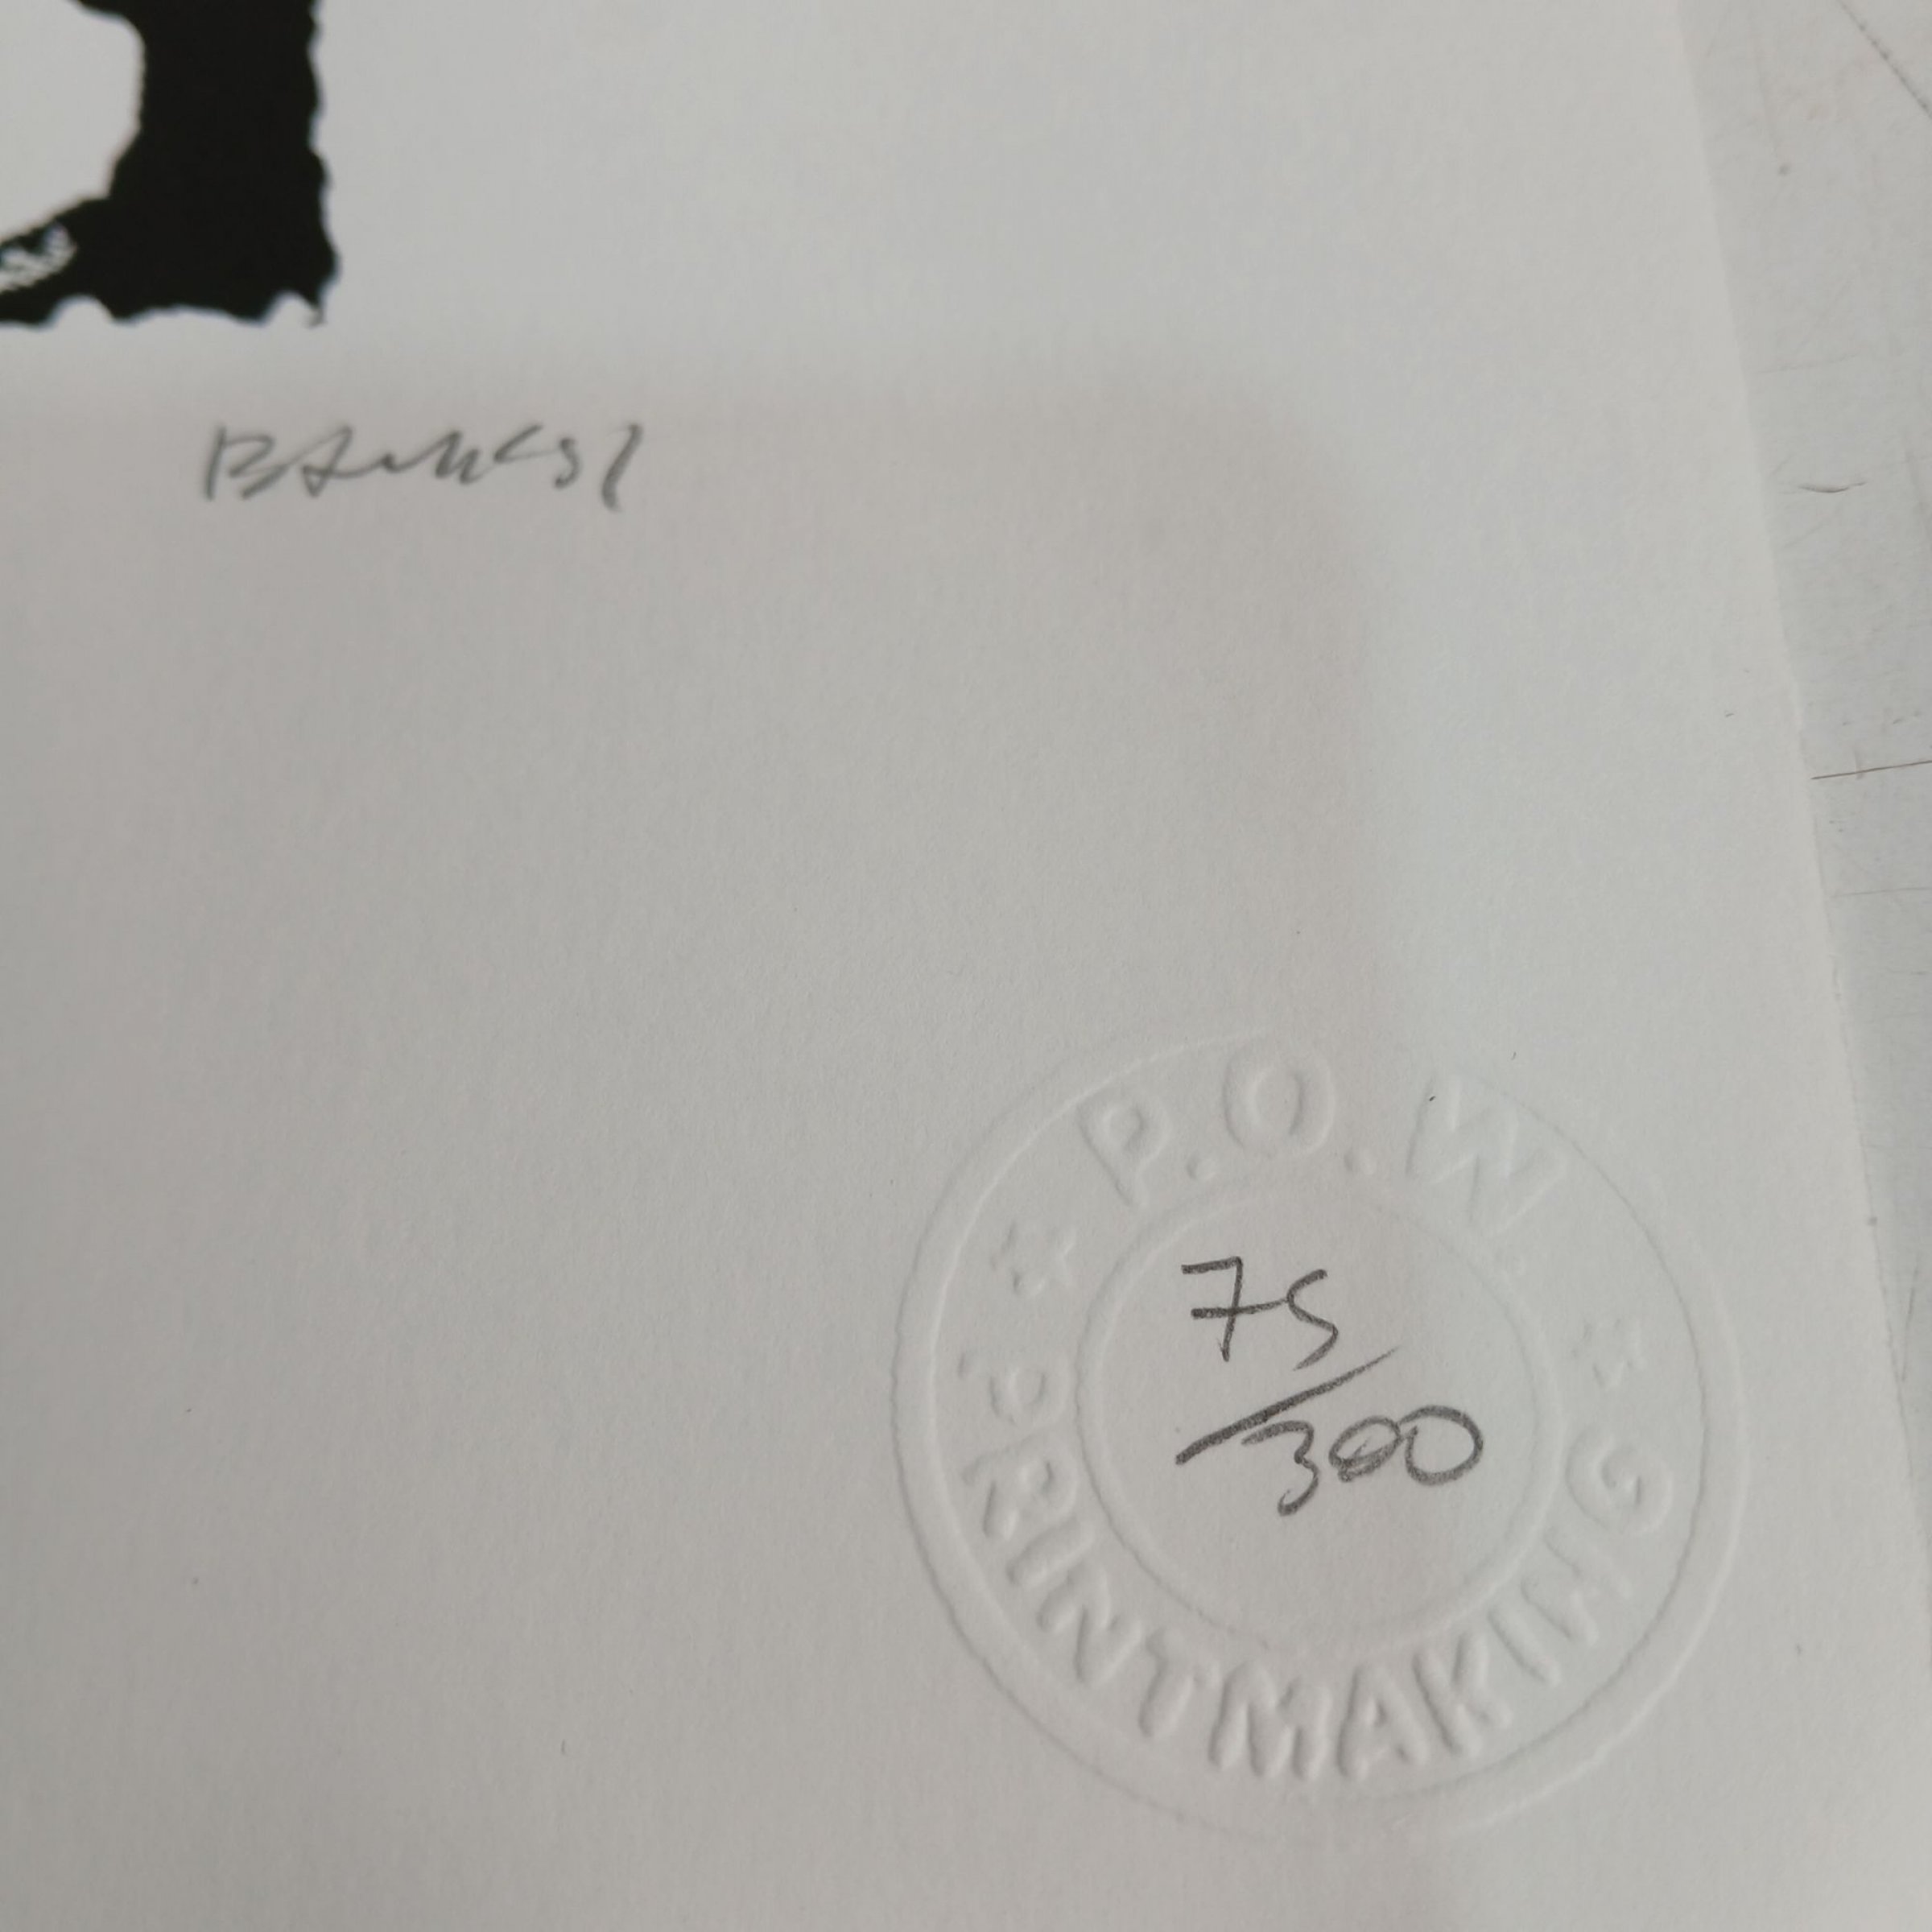 BANKSY
P.O.W.
75
/300
PRINTMAKING